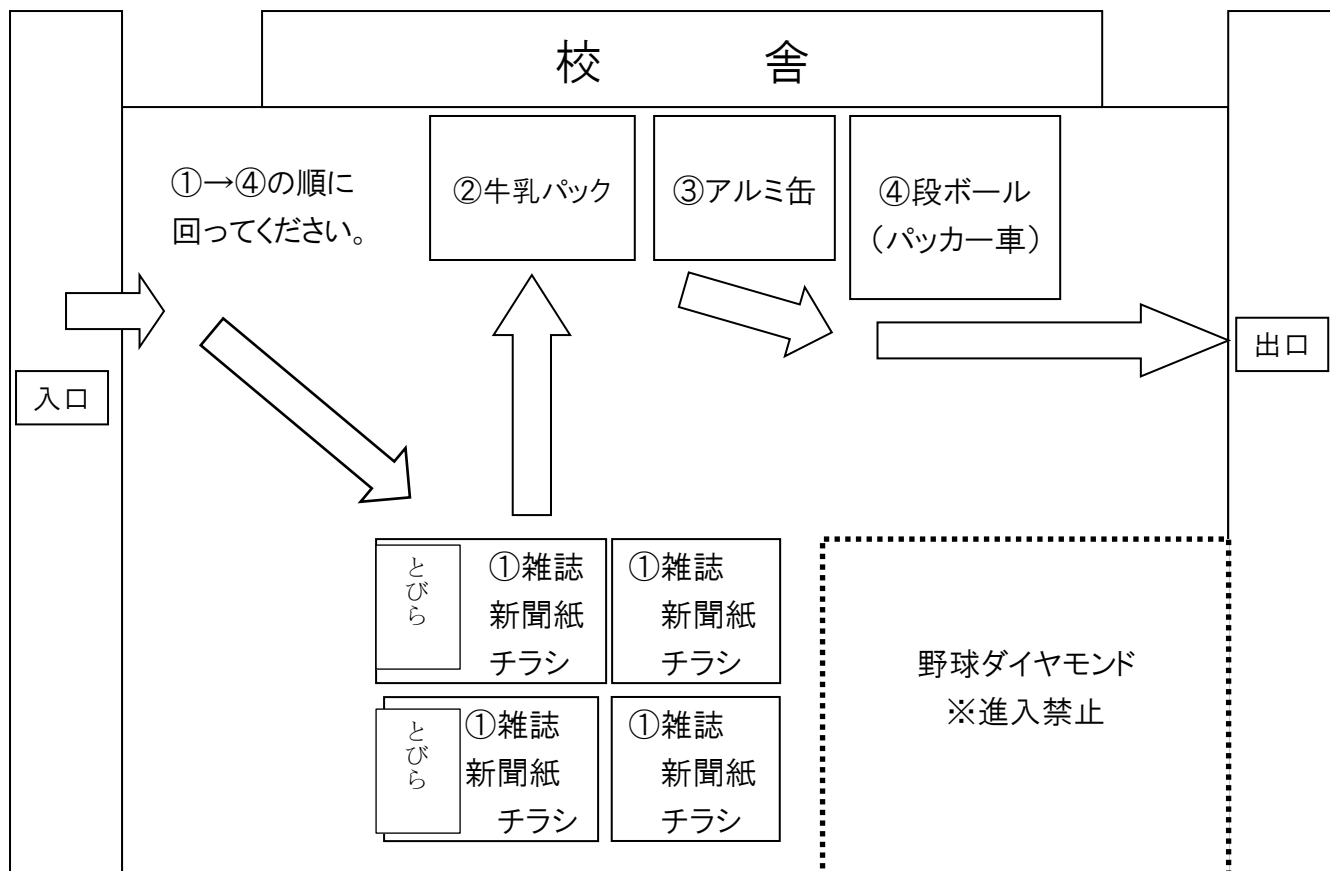 校 舎
①→④の順に
回ってください。
②牛乳パック
③アルミ缶
④段ボール
(パッカー車)
入口
出口
とびら
①雑誌
新聞紙
チラシ
①雑誌
新聞紙
チラシ
とびら
①雑誌
新聞紙
チラシ
①雑誌
新聞紙
チラシ
野球ダイヤモンド
※進入禁止